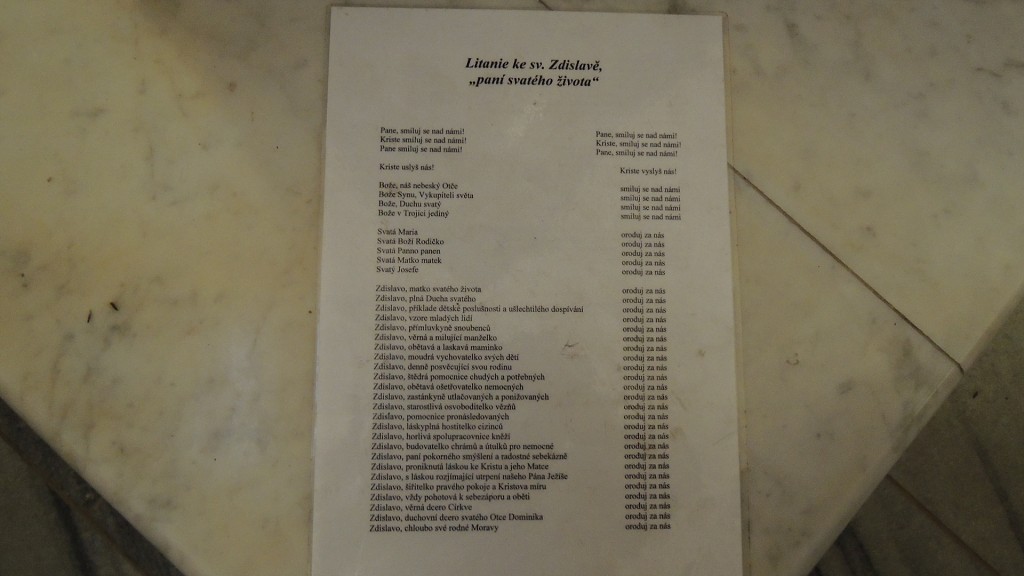 Litanie ke sv. Zdislavě,
„paní svatého života“
Pane, smiluj se nad námi! Pane, smiluj se nad námi!
Kriste smiluj se nad námi! Kriste, smiluj se nad námi!
Pane smiluj se nad námi! Pane, smiluj se nad námi!
Kriste uslyš nás! Kriste vyslyš nás!
Bože, náš nebeský Otče smiluj se nad námi
Bože Synu, Vykupiteli světa smiluj se nad námi
Bože, Duchu svatý smiluj se nad námi
Bože v Trojici jediný smiluj se nad námi
Svatá Maria oroduj za nás
Svatá Boží Rodičko oroduj za nás
Svatá Panno panen oroduj za nás
Svatá Matko matek oroduj za nás
Svatý Josefe oroduj za nás
Zdislavo, matko svatého života oroduj za nás
Zdislavo, plná Ducha svatého oroduj za nás
Zdislavo, příklade dětské poslušnosti a ušlechtilého dospívání oroduj za nás
Zdislavo, vzore mladých lidí oroduj za nás
Zdislavo, přímluvkyně snoubenců oroduj za nás
Zdislavo, věrná a milující manželko oroduj za nás
Zdislavo, obětavá a laskavá maminko oroduj za nás
Zdislavo, moudrá vychovatelko svých dětí oroduj za nás
Zdislavo, denně posvěcující svou rodinu oroduj za nás
Zdislavo, štědrá pomocnice chudých a potřebných oroduj za nás
Zdislavo, obětavá ošetřovatelko nemocných oroduj za nás
Zdislavo, zastánkyně utlačovaných a ponižovaných oroduj za nás
Zdislavo, starostlivá osvoboditelko vězňů oroduj za nás
Zdislavo, pomocnice pronásledovaných oroduj za nás
Zdislavo, láskyplná hostitelko cizinců oroduj za nás
Zdislavo, horlivá spolupracovnice kněží oroduj za nás
Zdislavo, budovatelko chrámů a útulků pro nemocné oroduj za nás
Zdislavo, paní pokorného smýšlení a radostné sebekázně oroduj za nás
Zdislavo, proniknutá láskou ke Kristu a jeho Matce oroduj za nás
Zdislavo, s láskou rozjímající utrpení našeho Pána Ježíše oroduj za nás
Zdislavo, šiřitelko pravého pokoje a Kristova míru oroduj za nás
Zdislavo, vždy pohotová k sebezáporu a oběti oroduj za nás
Zdislavo, věrná dcero Církve oroduj za nás
Zdislavo, duchovní dcero svatého Otce Dominika oroduj za nás
Zdislavo, chloubo své rodné Moravy oroduj za nás